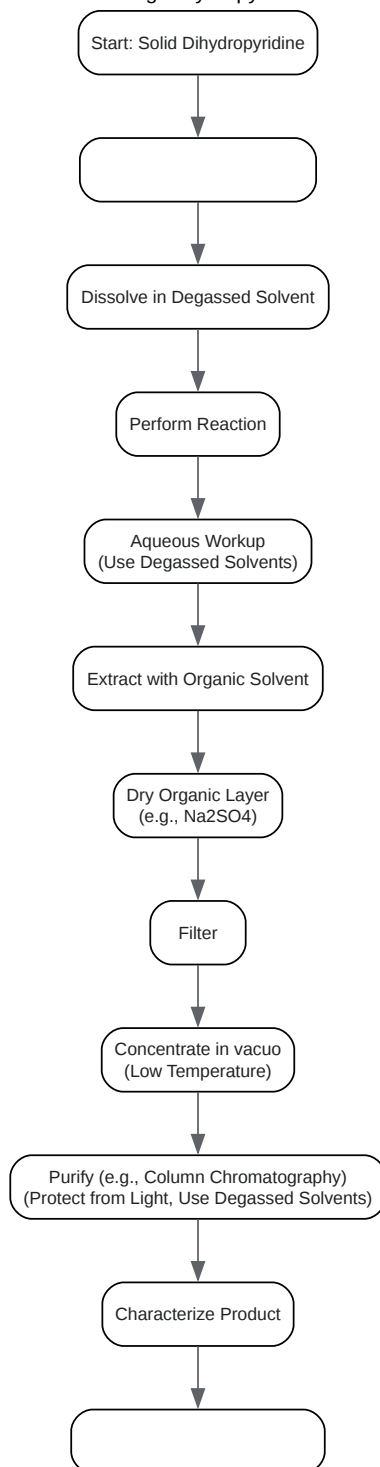 Start: Solid Dihydropyridine
Dissolve in Degassed Solvent
Perform Reaction
Aqueous Workup
(Use Degassed Solvents)
Extract with Organic Solvent
Dry Organic Layer
(e.g., Na2SO4)
Filter
Concentrate in vacuo
(Low Temperature)
Purify (e.g., Column Chromatography)
(Protect from Light, Use Degassed Solvents)
Characterize Product